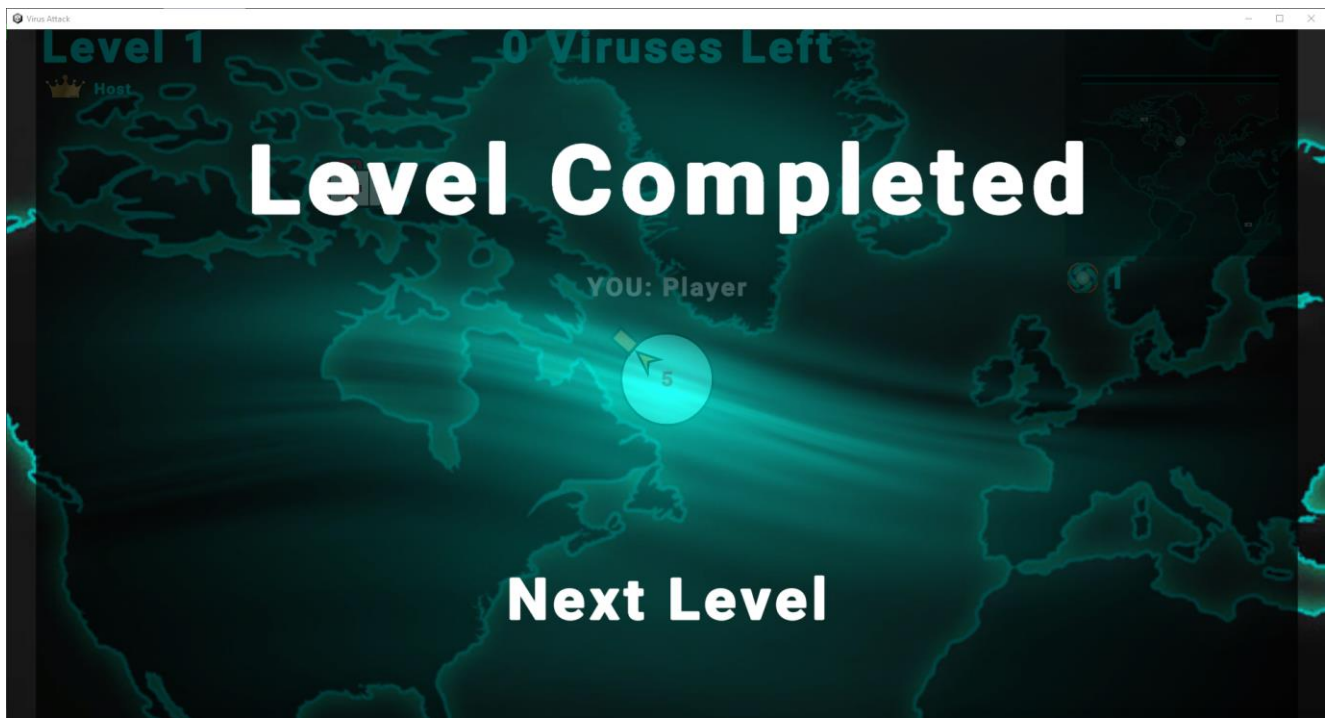 Virus Attack
Level 1
0 Viruses Left
Host
Level Completed
YOU: Player
1
5
Next Level